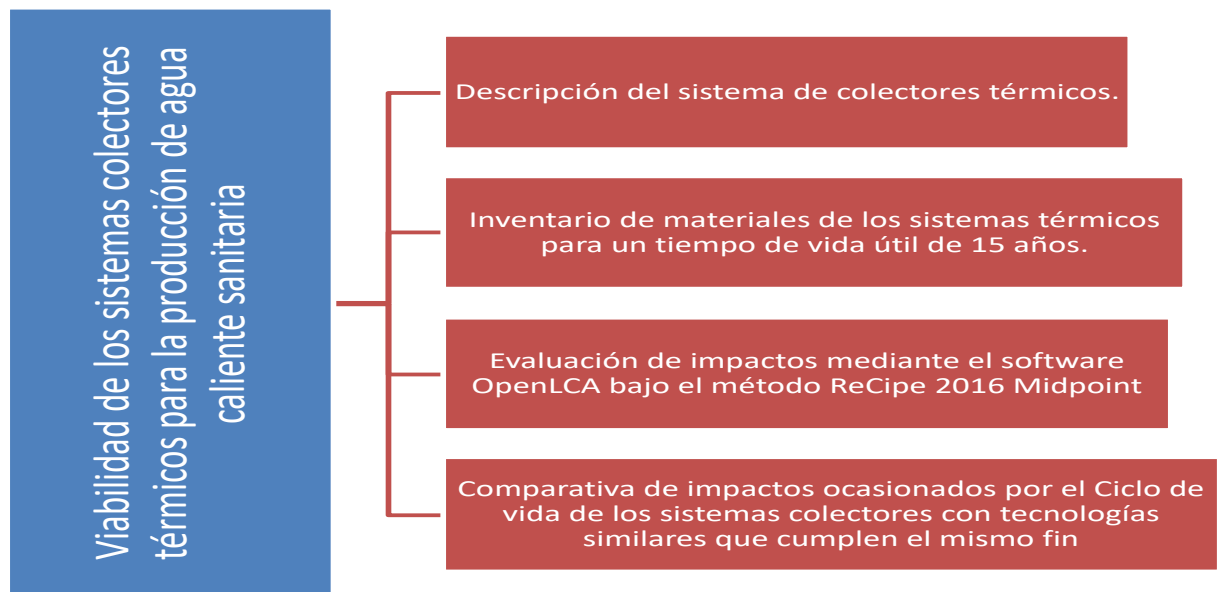 Viabilidad de los sistemas colectores
térmicos para la producción de agua
caliente sanitaria
Descripción del sistema de colectores térmicos.
Inventario de materiales de los sistemas térmicos
para un tiempo de vida útil de 15 años.
Evaluación de impactos mediante el software
OpenLCA bajo el método ReCipe 2016 Midpoint
Comparativa de impactos ocasionados por el Ciclo de
vida de los sistemas colectores con tecnologías
similares que cumplen el mismo fin